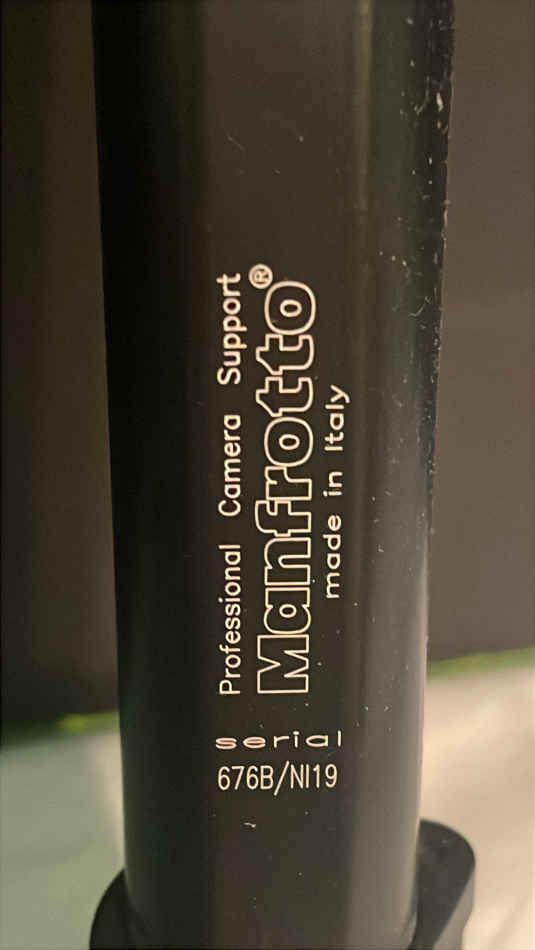 Professional Camera Support
Manfrotto®
made in Italy
serial
676B/NI19